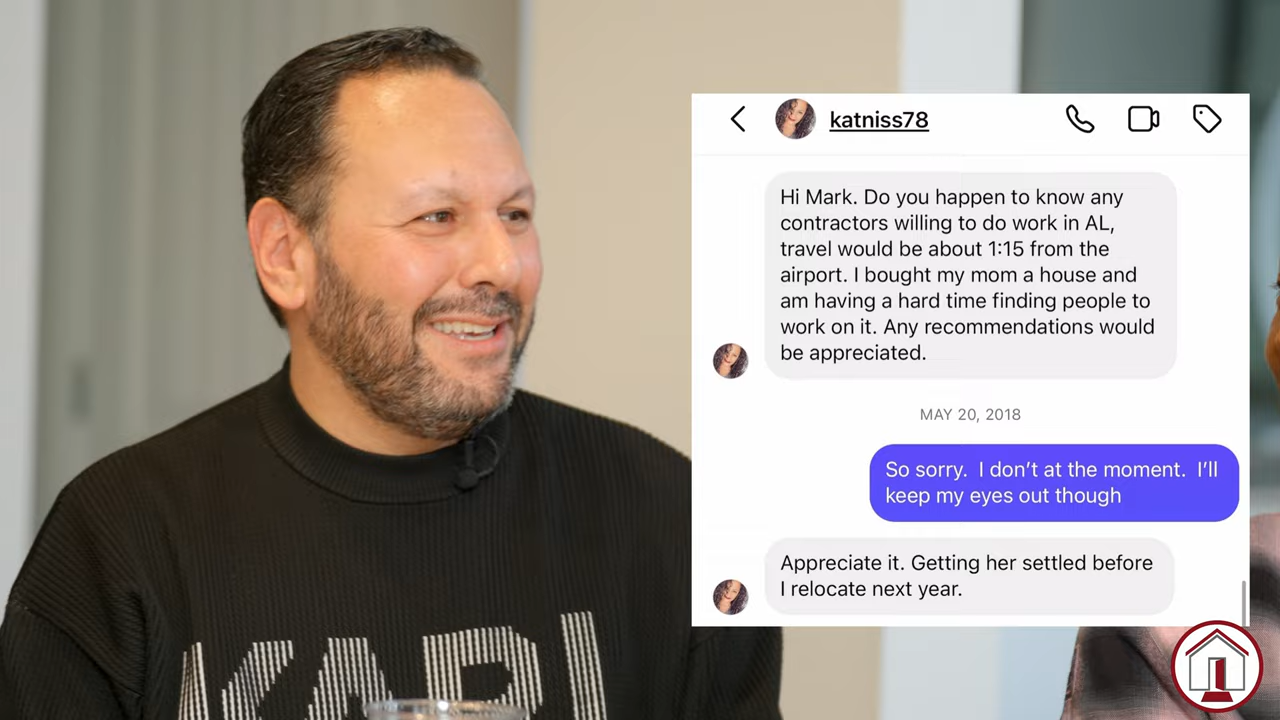 katniss78
Hi Mark. Do you happen to know any
contractors willing to do work in AL,
travel would be about 1:15 from the
airport. I bought my mom a house and
am having a hard time finding people to
work on it. Any recommendations would
be appreciated.
MAY 20, 2018
So sorry.  I don’t at the moment.  I’ll
keep my eyes out though
Appreciate it. Getting her settled before
I relocate next year.
KARL